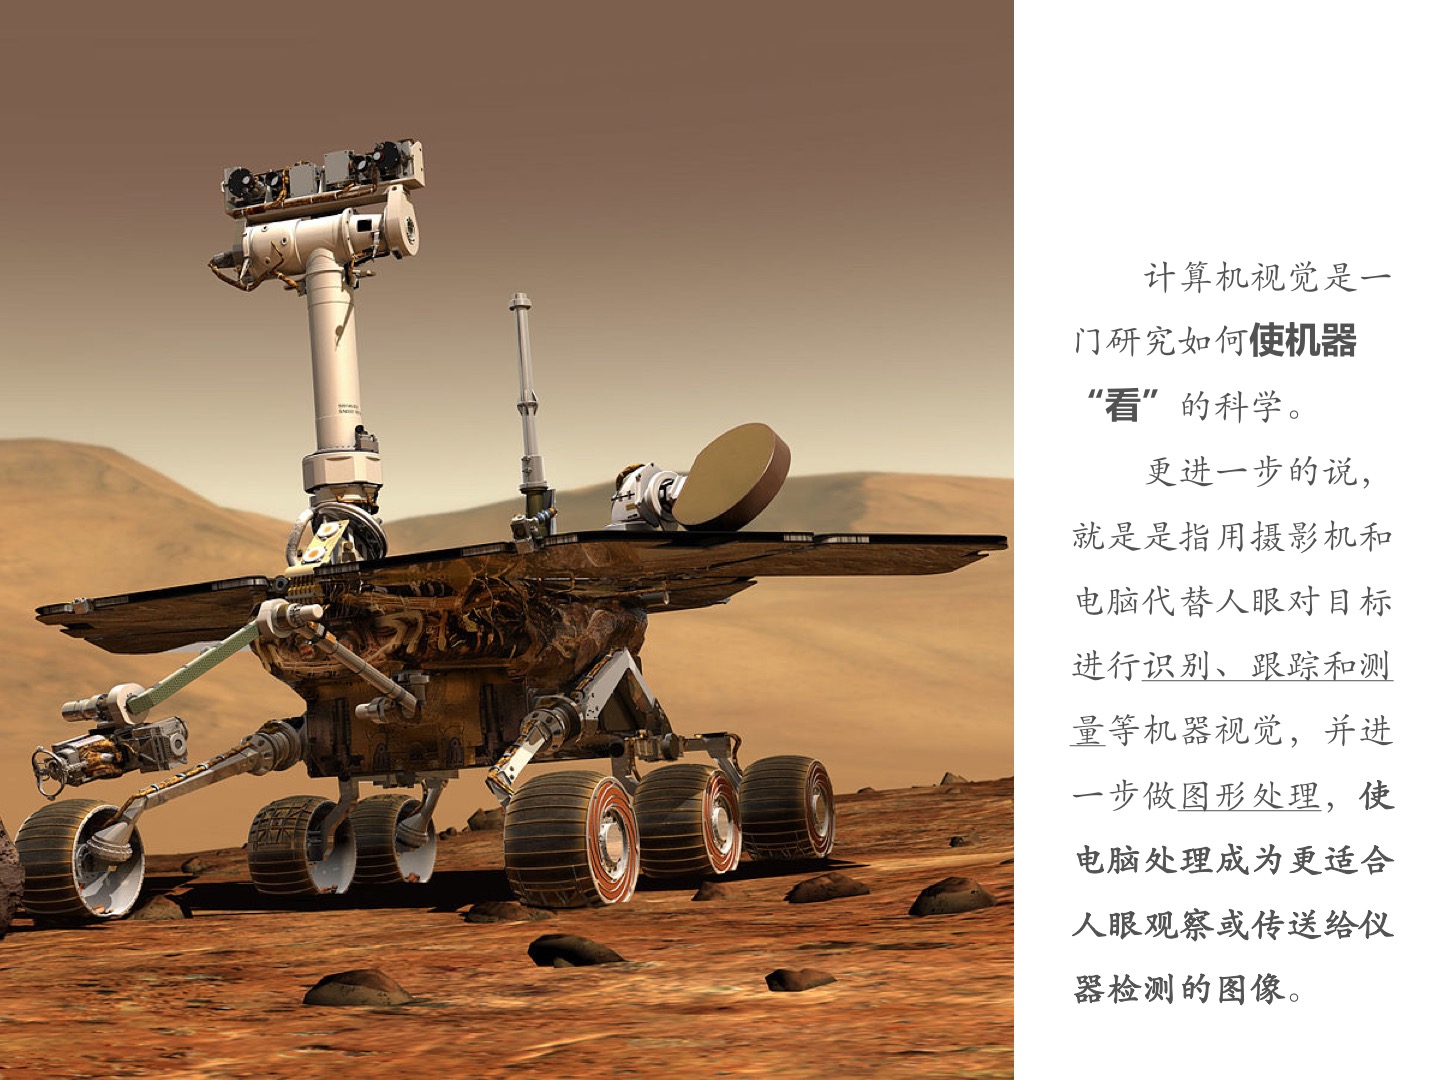 计算机视觉是一
门研究如何使机器
“看”的科学。
更进一步的说，
就是是指用摄影机和
电脑代替人眼对目标
进行识别、跟踪和测
量等机器视觉，并进
一步做图形处理，使
电脑处理成为更适合
人眼观察或传送给仪
器检测的图像。